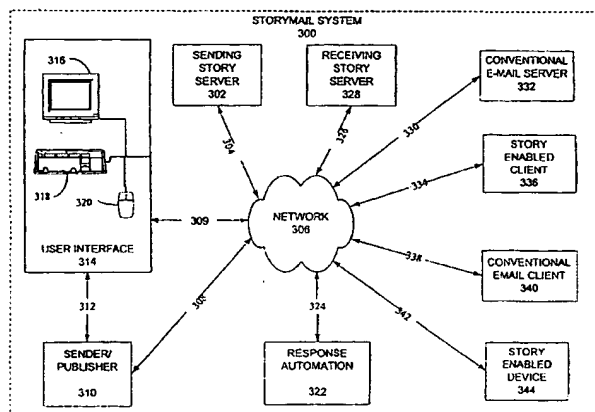 STORYMAIL SYSTEM
300
316
318
320
USER INTERFACE
314
SENDING
STORY
SERVER
302
RECEIVING
STORY
SERVER
328
CONVENTIONAL
E-MAIL SERVER
332
304
328
330
STORY
ENABLED
CLIENT
336
334
309
NETWORK
306
CONVENTIONAL
EMAIL CLIENT
340
338
312
308
324
342
SENDER/
PUBLISHER
310
RESPONSE
AUTOMATION
322
STORY
ENABLED
DEVICE
344